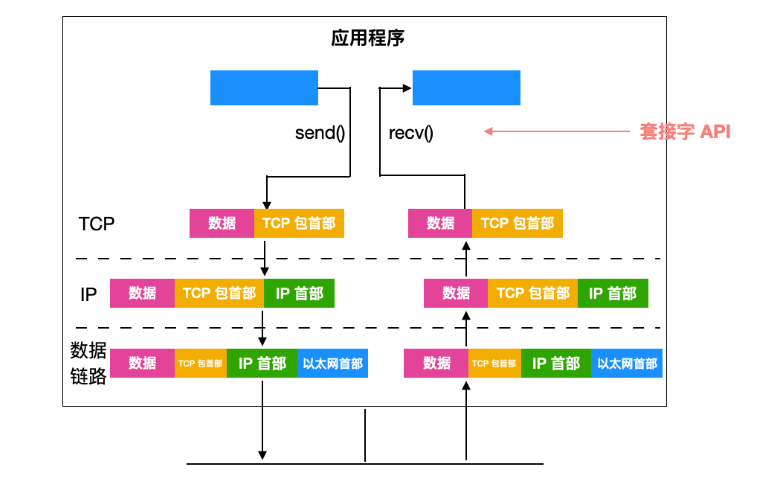 应用程序
send()
recv()
套接字 API
TCP
数据 TCP 包首部
数据 TCP 包首部
IP
数据 TCP 包首部 IP 首部
数据 TCP 包首部 IP 首部
数据
链路
数据 TCP 包首部 IP 首部 以太网首部
数据 TCP 包首部 IP 首部 以太网首部